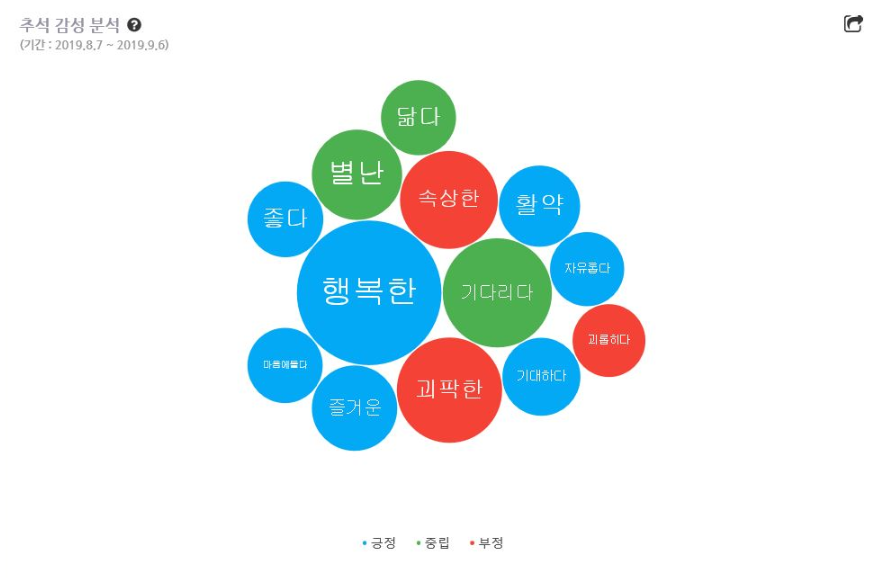 추석 감성 분석 ?
(기간 : 2019.8.7 ~ 2019.9.6)
닮다
별난
속상한
좋다
활약
자유롭다
행복한
기다리다
괴롭히다
마음에들다
괴팍한
기대하다
즐거운
긍정
중립
부정